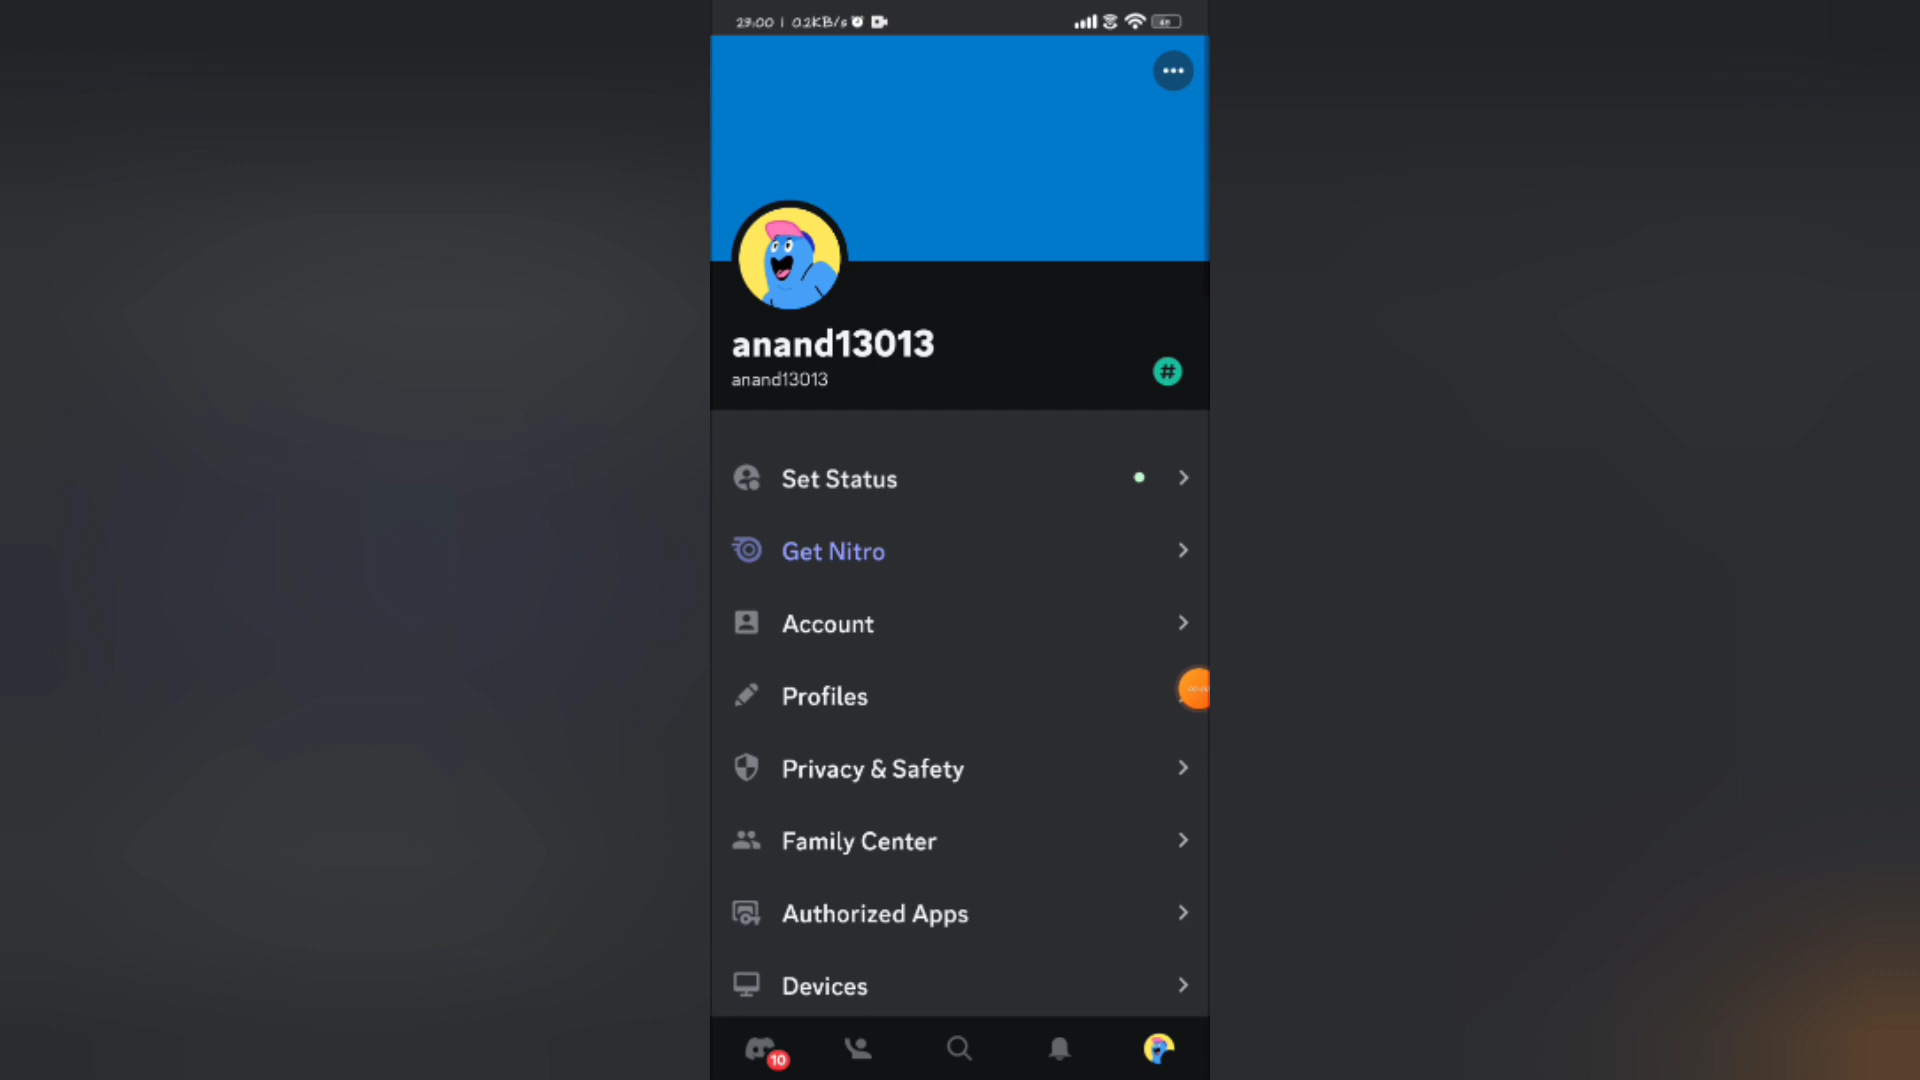 23:00 | 0.2KB/s
anand13013
anand13013
#
Set Status
Get Nitro
Account
Profiles
Privacy & Safety
Family Center
Authorized Apps
Devices
10